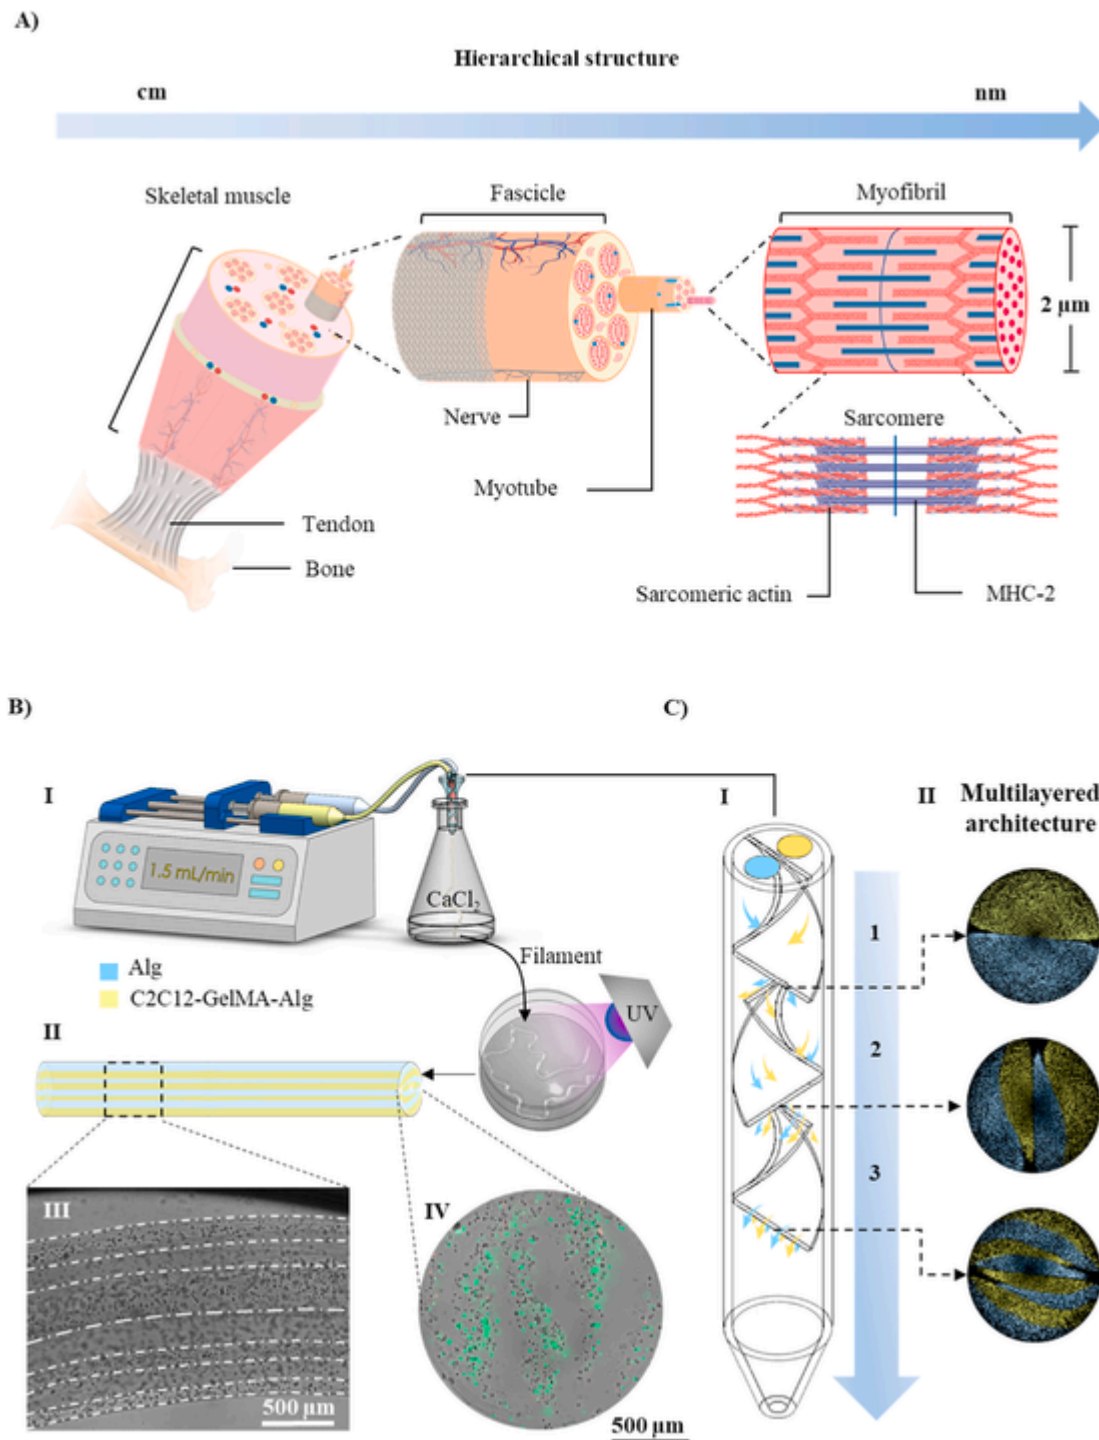 A)
Hierarchical structure
cm
nm
Skeletal muscle
Fascicle
Myofibril
2 μm
Nerve
Sarcomere
Myotube
Tendon
Bone
Sarcomeric actin
MHC-2
B)
C)
I
1.5 mL/min
CaCl₂
Filament
UV
Alg
C2C12-GelMA-Alg
II
III
500 μm
IV
500 μm
I
II
Multilayered
architecture
1
2
3